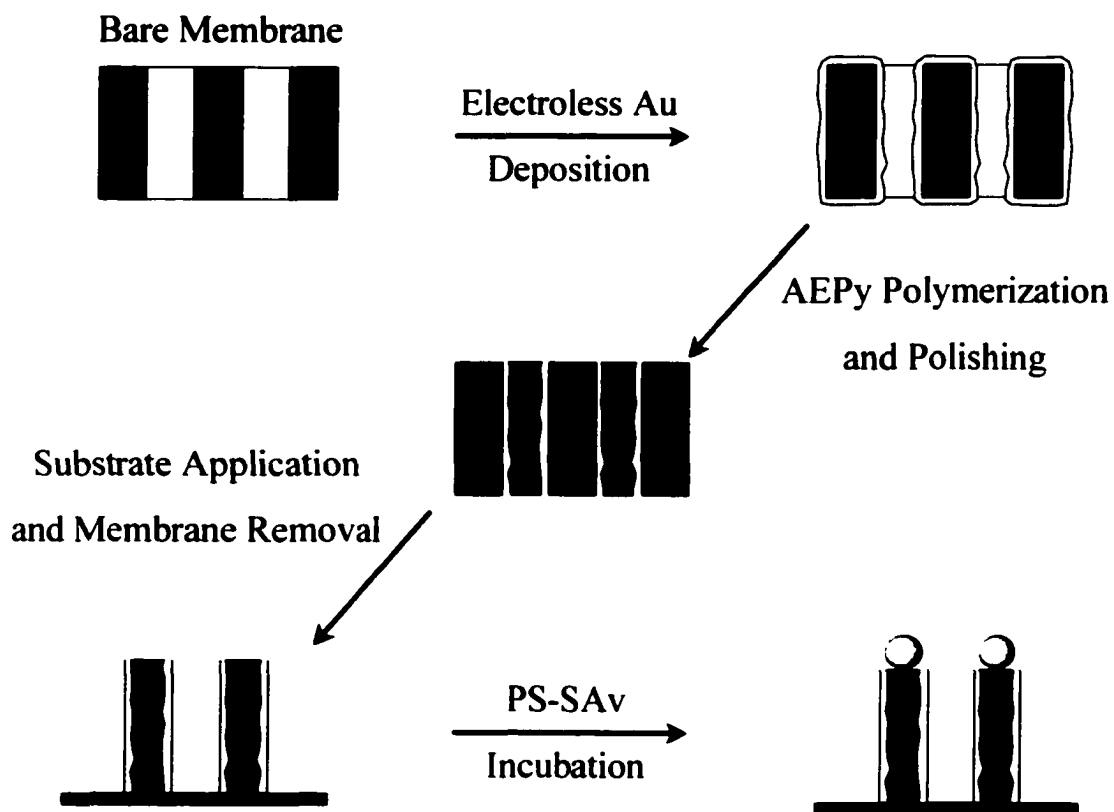 Bare Membrane
Electroless Au
Deposition
AEPy Polymerization
and Polishing
Substrate Application
and Membrane Removal
PS-SAv
Incubation